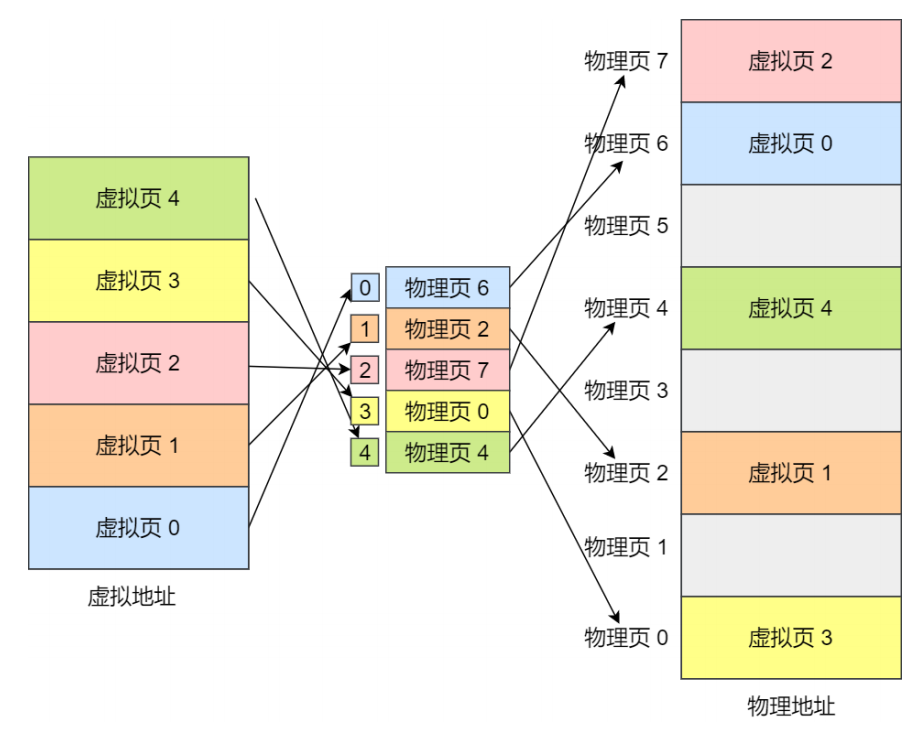 虚拟页 4
虚拟页 3
虚拟页 2
虚拟页 1
虚拟页 0
虚拟地址
0 物理页 6
1 物理页 2
2 物理页 7
3 物理页 0
4 物理页 4
物理页 7 虚拟页 2
物理页 6 虚拟页 0
物理页 5
物理页 4 虚拟页 4
物理页 3
物理页 2 虚拟页 1
物理页 1
物理页 0 虚拟页 3
物理地址